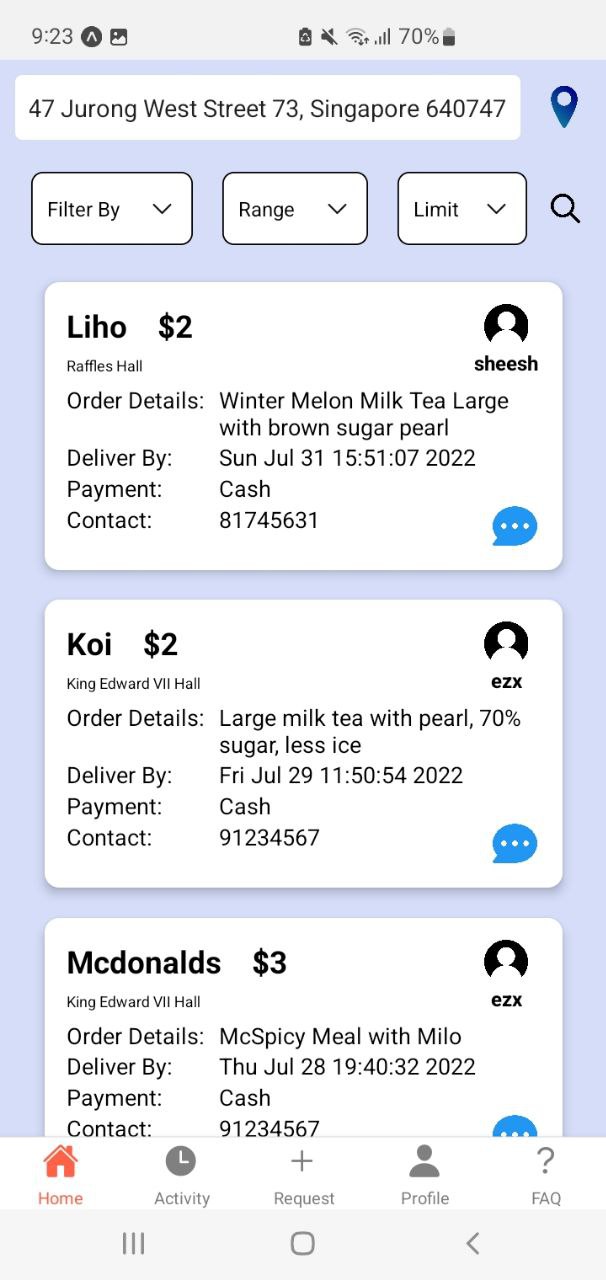 9:23 70%
47 Jurong West Street 73, Singapore 640747
Filter By Range Limit
Liho $2
Raffles Hall sheesh
Order Details: Winter Melon Milk Tea Large
with brown sugar pearl
Deliver By: Sun Jul 31 15:51:07 2022
Payment: Cash
Contact: 81745631
Koi $2
King Edward VII Hall ezx
Order Details: Large milk tea with pearl, 70%
sugar, less ice
Deliver By: Fri Jul 29 11:50:54 2022
Payment: Cash
Contact: 91234567
Mcdonalds $3
King Edward VII Hall ezx
Order Details: McSpicy Meal with Milo
Deliver By: Thu Jul 28 19:40:32 2022
Payment: Cash
Contact: 91234567
Home Activity Request Profile FAQ